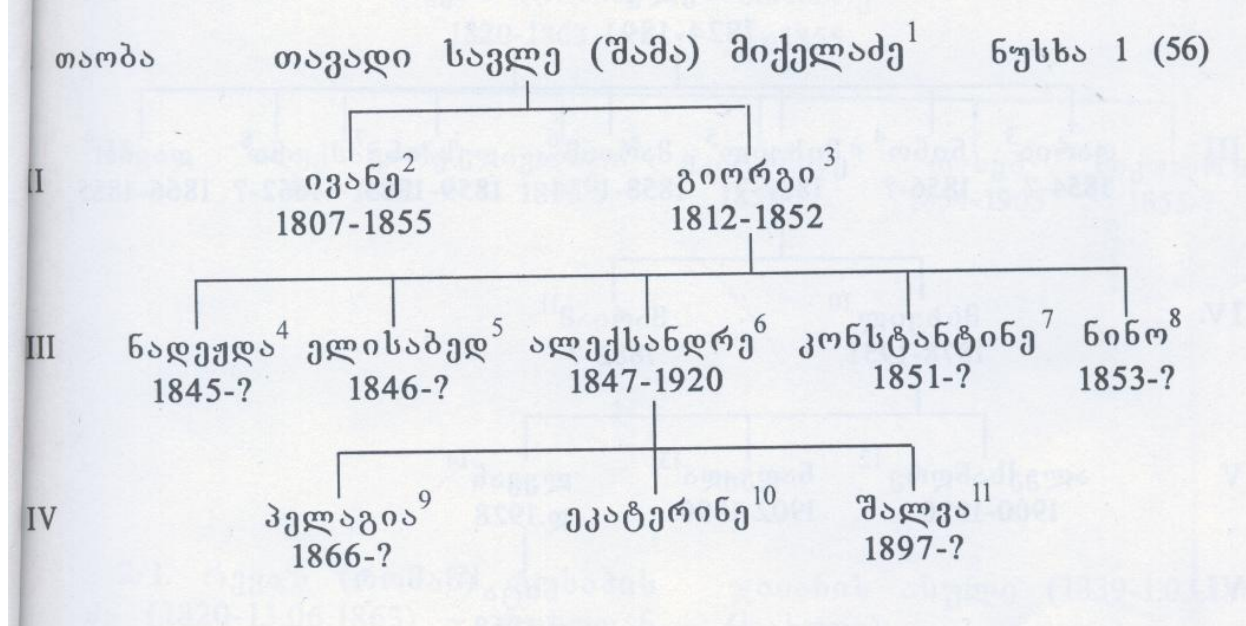 თაობა თავადი სავლე (შამა) მიქელაძე¹ ნუსხა 1 (56)
II ივანე² გიორგი³
1807-1855 1812-1852
III ნადეჟდა⁴ ელისაბედ⁵ ალექსანდრე⁶ კონსტანტინე⁷ ნინო⁸
1845-? 1846-? 1847-1920 1851-? 1853-?
IV პელაგია⁹ ეკატერინე¹⁰ შალვა¹¹
1866-? 1897-?